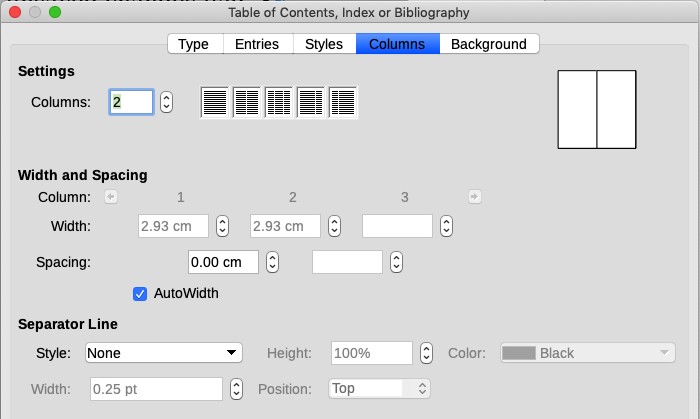 Table of Contents, Index or Bibliography
Type Entries Styles Columns Background
Settings
Columns: 2
Width and Spacing
Column: 1 2 3
Width: 2.93 cm 2.93 cm
Spacing: 0.00 cm
AutoWidth
Separator Line
Style: None Height: 100% Color: Black
Width: 0.25 pt Position: Top